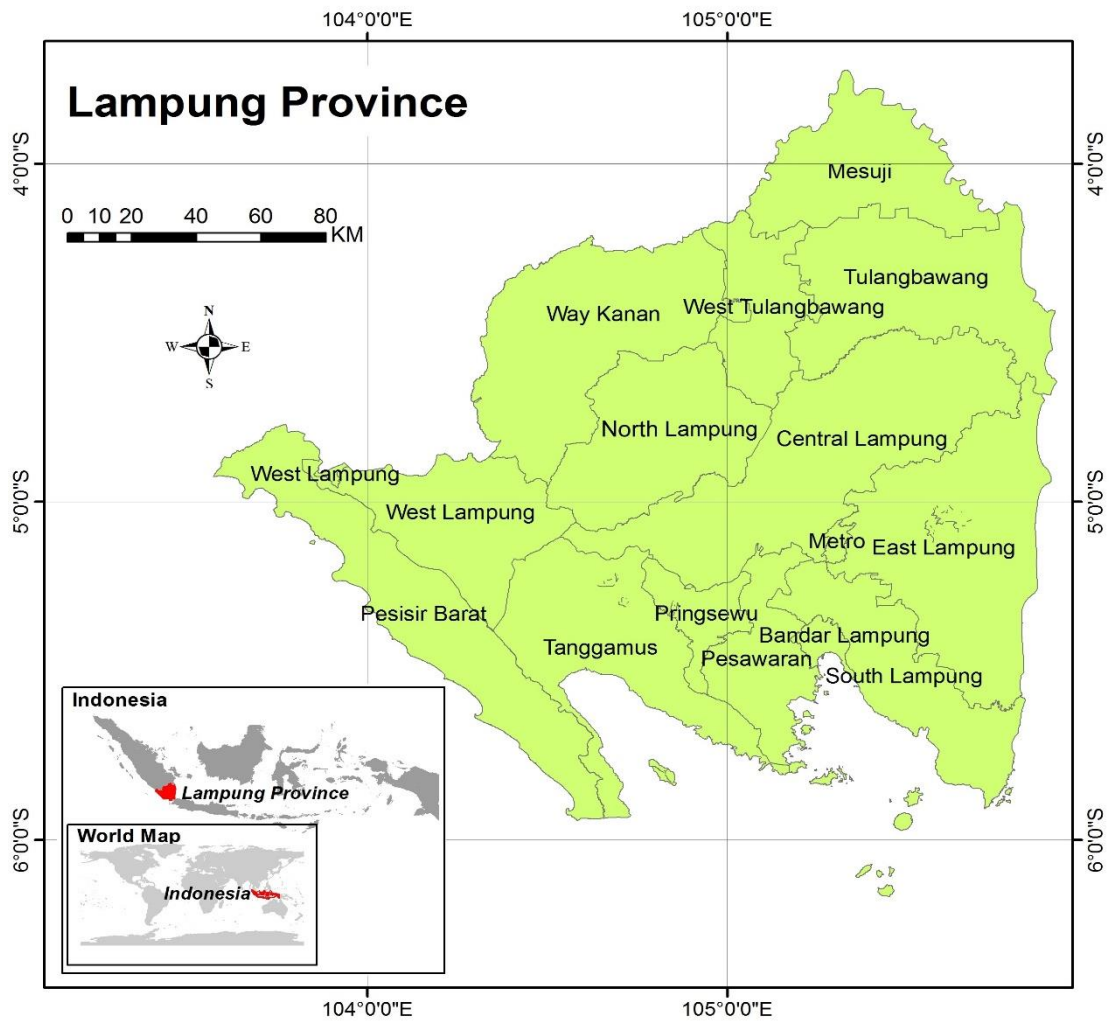 104°0'0"E
105°0'0"E
Lampung Province
4°0'0"S
4°0'0"S
0 10 20 40 60 80
KM
Mesuji
Tulangbawang
West Tulangbawang
Way Kanan
N
W
E
S
North Lampung
Central Lampung
West Lampung
5°0'0"S
5°0'0"S
West Lampung
Metro
East Lampung
Pesisir Barat
Pringsewu
Bandar Lampung
Tanggamus
Pesawaran
South Lampung
Indonesia
Lampung Province
World Map
Indonesia
6°0'0"S
6°0'0"S
104°0'0"E
105°0'0"E